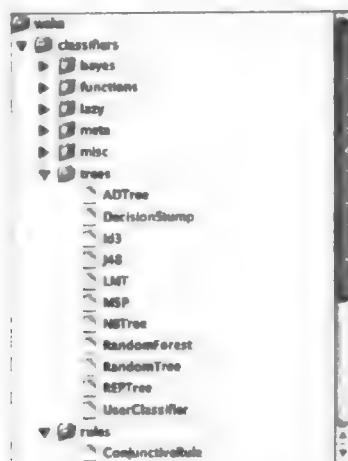 weka
classifiers
bayes
functions
lazy
meta
misc
trees
ADTree
DecisionStump
Id3
J48
LMT
M5P
NBTree
RandomForest
RandomTree
REPTree
UserClassifier
rules
ConjunctiveRule